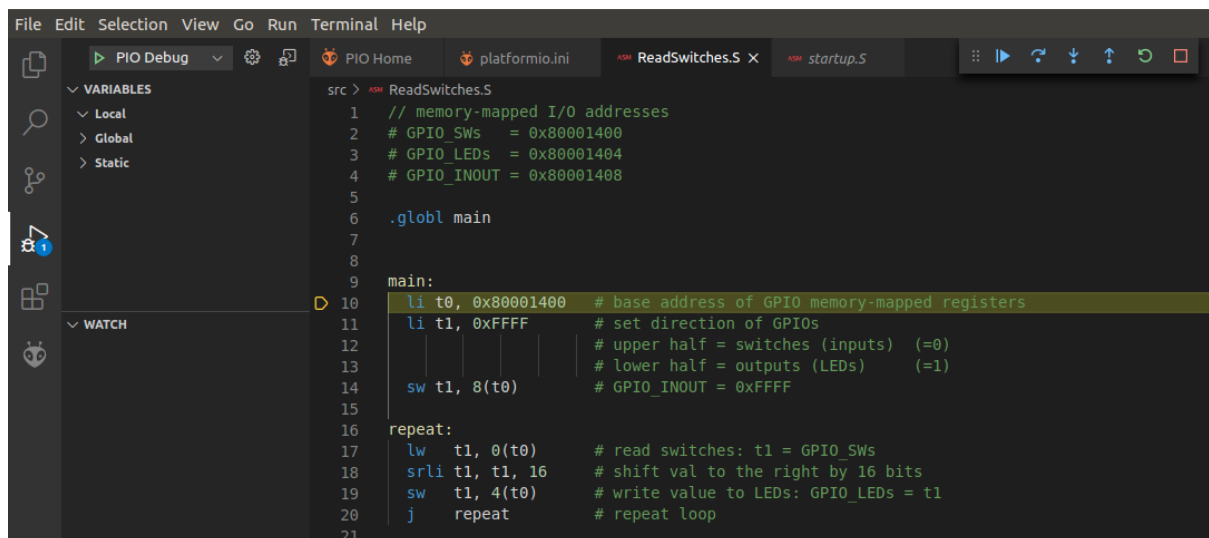 File Edit Selection View Go Run Terminal Help
PIO Debug
PIO Home
platformio.ini
ASM ReadSwitches.S
ASM startup.S
VARIABLES
Local
Global
Static
WATCH
1
src > ASM ReadSwitches.S
1 // memory-mapped I/O addresses
2 # GPIO_SWs   = 0x80001400
3 # GPIO_LEDs  = 0x80001404
4 # GPIO_INOUT = 0x80001408
5
6 .globl main
7
8
9 main:
10   li t0, 0x80001400   # base address of GPIO memory-mapped registers
11   li t1, 0xFFFF       # set direction of GPIOs
12                       # upper half = switches (inputs)  (=0)
13                       # lower half = outputs (LEDs)     (=1)
14   sw t1, 8(t0)        # GPIO_INOUT = 0xFFFF
15
16 repeat:
17   lw   t1, 0(t0)      # read switches: t1 = GPIO_SWs
18   srli t1, t1, 16     # shift val to the right by 16 bits
19   sw   t1, 4(t0)      # write value to LEDs: GPIO_LEDs = t1
20   j    repeat         # repeat loop
21